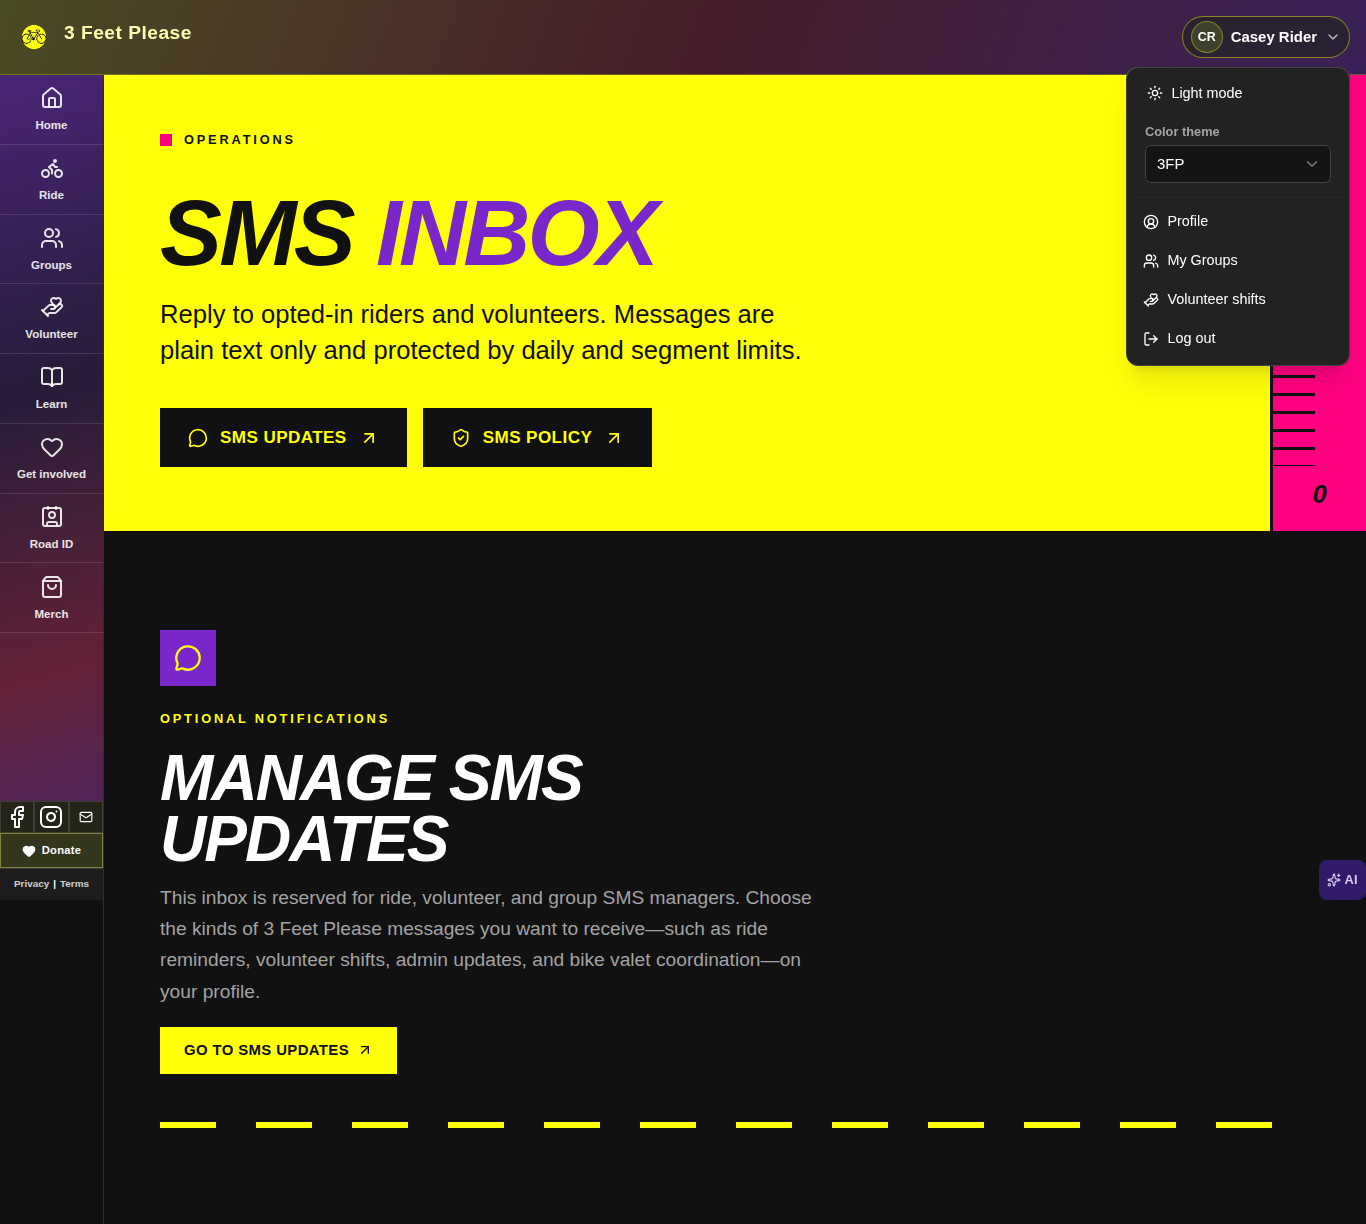 3 Feet Please
CR Casey Rider
Light mode
Color theme
3FP
Profile
My Groups
Volunteer shifts
Log out
Home
Ride
Groups
Volunteer
Learn
Get involved
Road ID
Merch
Donate
Privacy | Terms
OPERATIONS
SMS INBOX
Reply to opted-in riders and volunteers. Messages are
plain text only and protected by daily and segment limits.
SMS UPDATES
SMS POLICY
0
OPTIONAL NOTIFICATIONS
MANAGE SMS
UPDATES
This inbox is reserved for ride, volunteer, and group SMS managers. Choose
the kinds of 3 Feet Please messages you want to receive—such as ride
reminders, volunteer shifts, admin updates, and bike valet coordination—on
your profile.
GO TO SMS UPDATES
AI